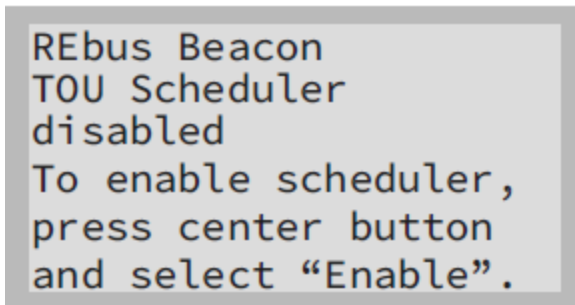 REbus Beacon
TOU Scheduler
disabled
To enable scheduler,
press center button
and select “Enable”.